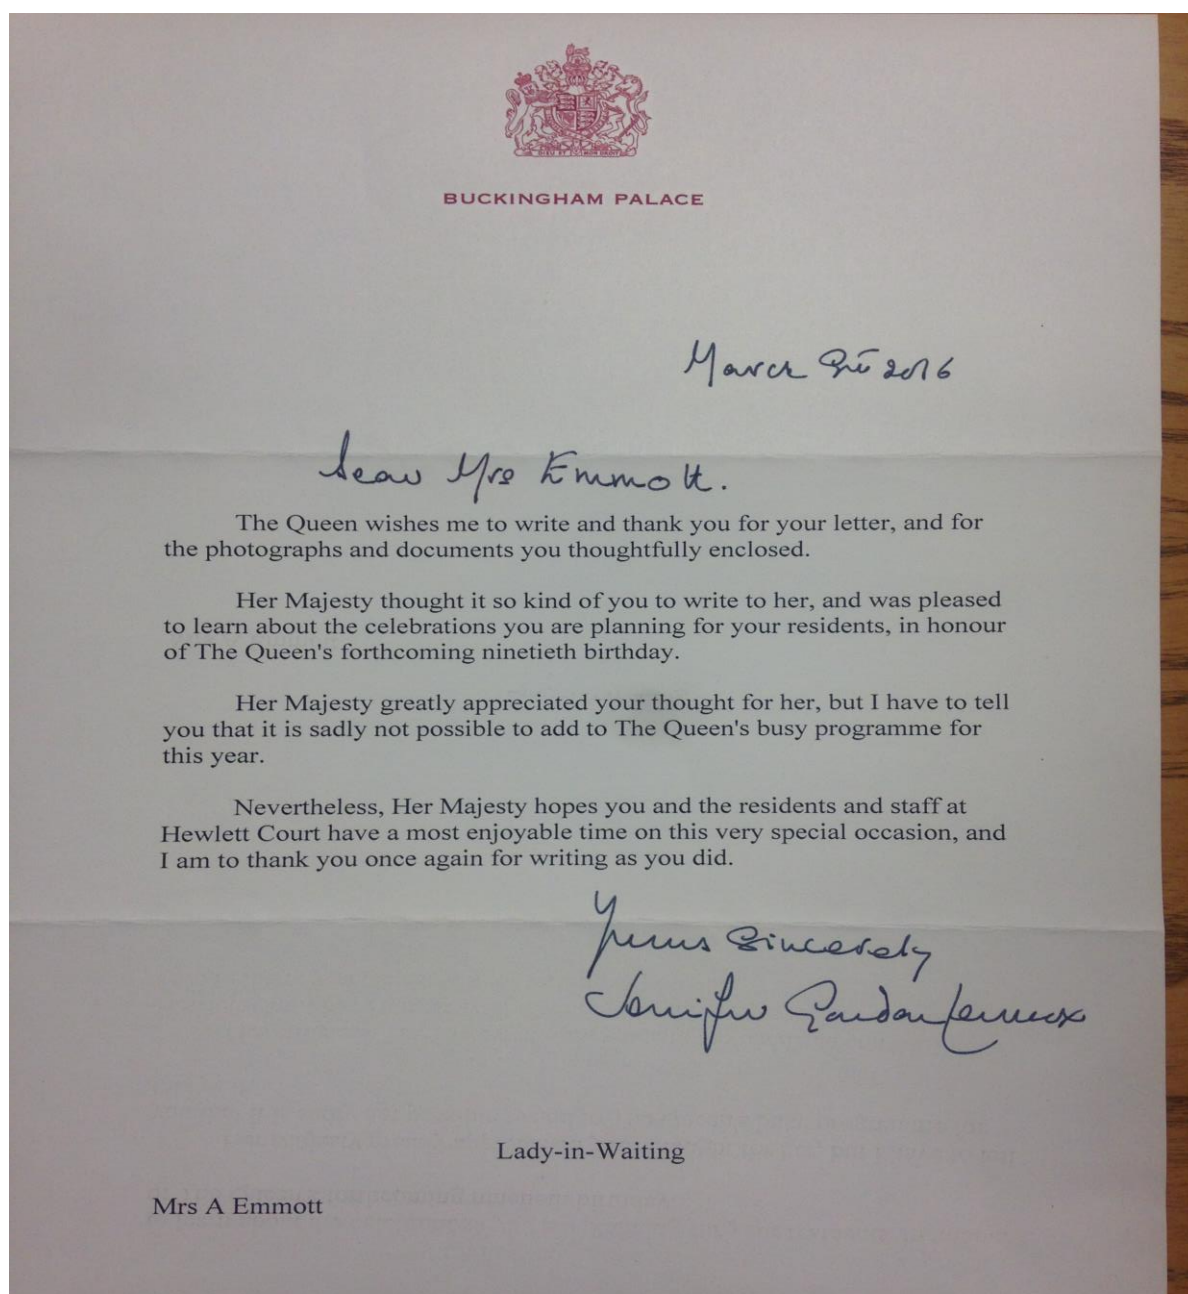 BUCKINGHAM PALACE
March 2016
Dear Mrs Emmott.
The Queen wishes me to write and thank you for your letter, and for
the photographs and documents you thoughtfully enclosed.
Her Majesty thought it so kind of you to write to her, and was pleased
to learn about the celebrations you are planning for your residents, in honour
of The Queen's forthcoming ninetieth birthday.
Her Majesty greatly appreciated your thought for her, but I have to tell
you that it is sadly not possible to add to The Queen's busy programme for
this year.
Nevertheless, Her Majesty hopes you and the residents and staff at
Hewlett Court have a most enjoyable time on this very special occasion, and
I am to thank you once again for writing as you did.
Yours Sincerely
Jennifer Gordon Lennox
Lady-in-Waiting
Mrs A Emmott